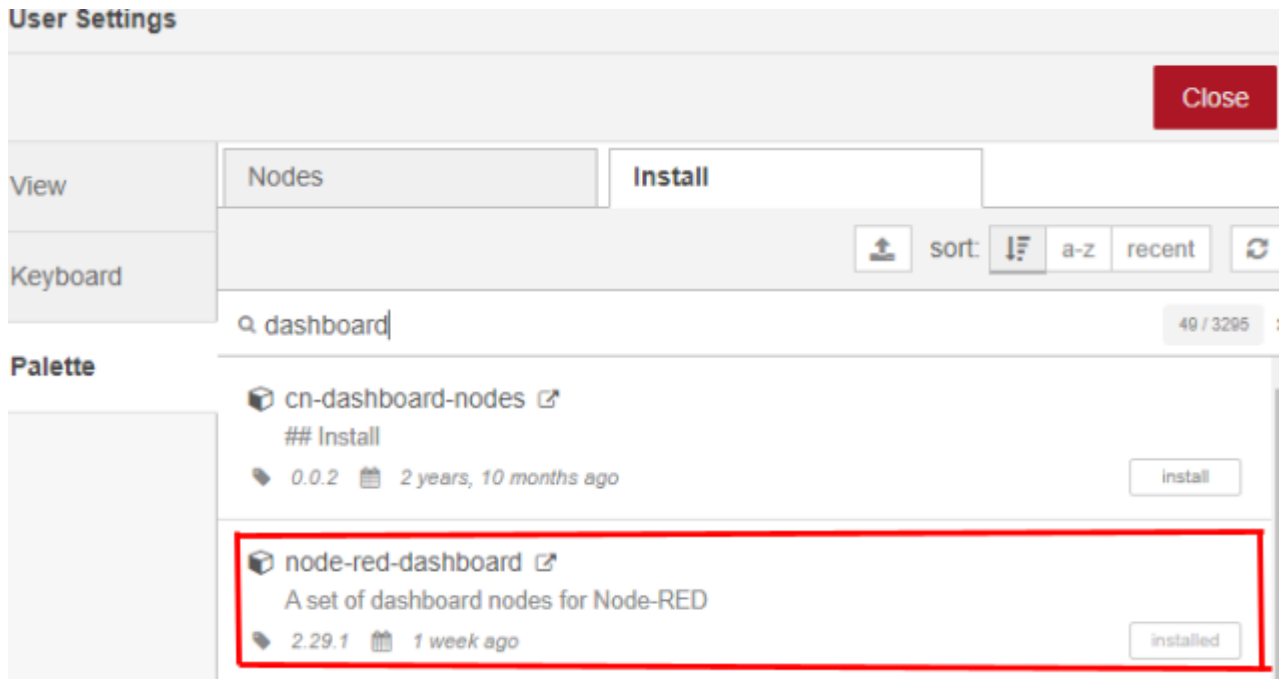 User Settings
Close
View
Nodes
Install
sort:
a-z
recent
Keyboard
dashboard
49 / 3295
Palette
cn-dashboard-nodes
## Install
0.0.2
2 years, 10 months ago
install
node-red-dashboard
A set of dashboard nodes for Node-RED
2.29.1
1 week ago
installed